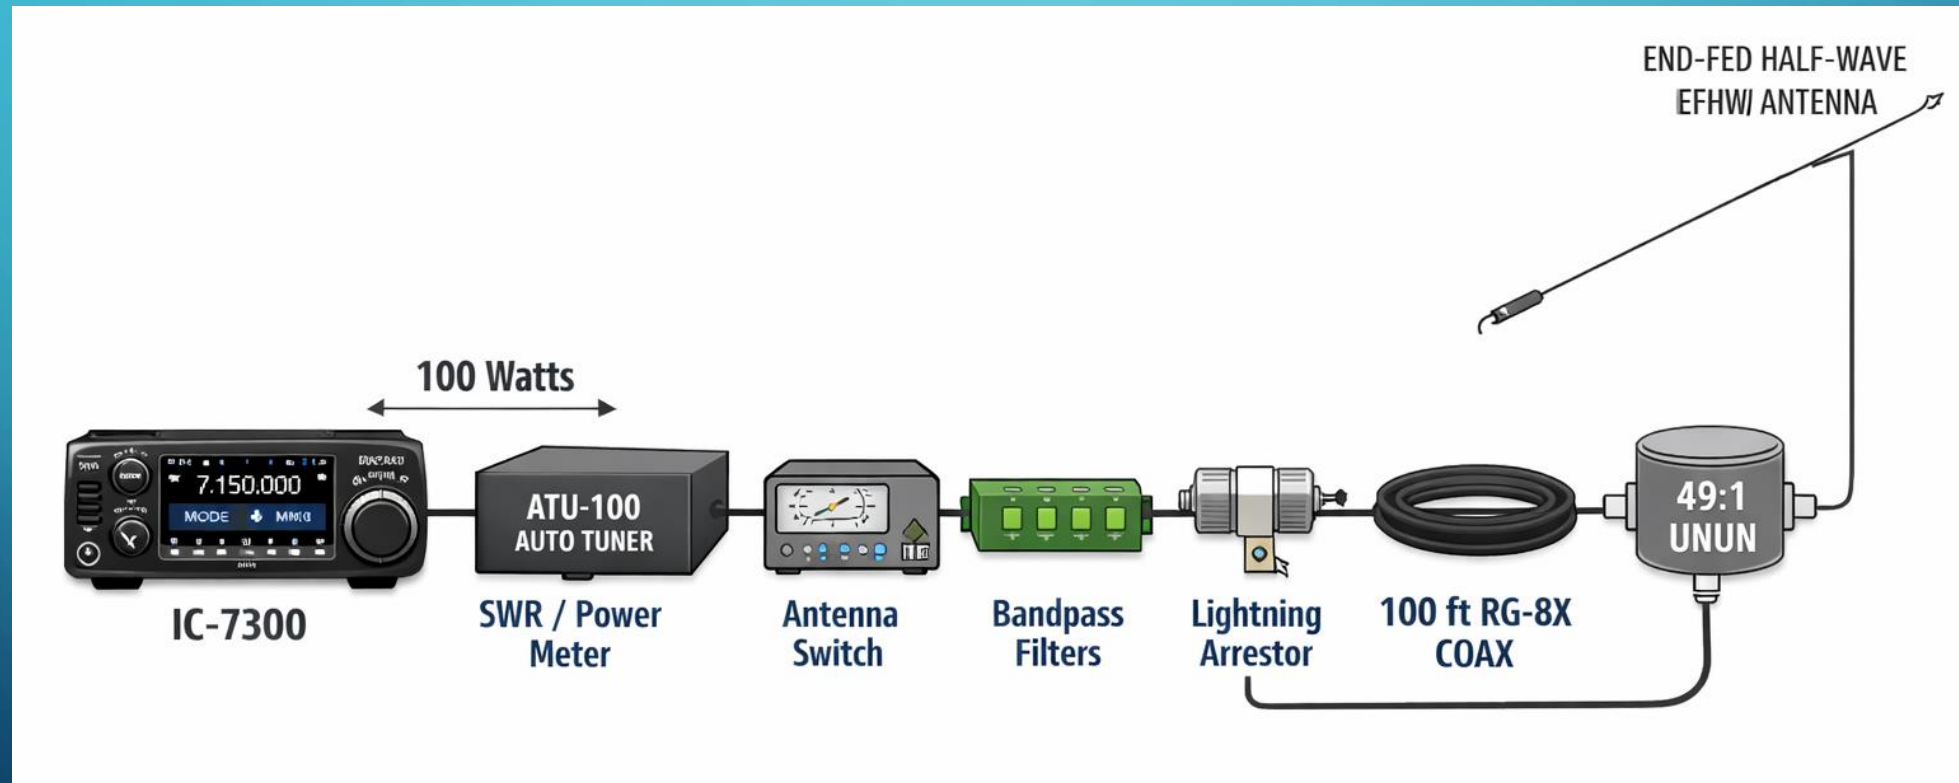 END-FED HALF-WAVE
EFHW/ ANTENNA
100 Watts
7.150.000
MODE
ATU-100
AUTO TUNER
49:1
UNUN
IC-7300
SWR / Power
Meter
Antenna
Switch
Bandpass
Filters
Lightning
Arrestor
100 ft RG-8X
COAX